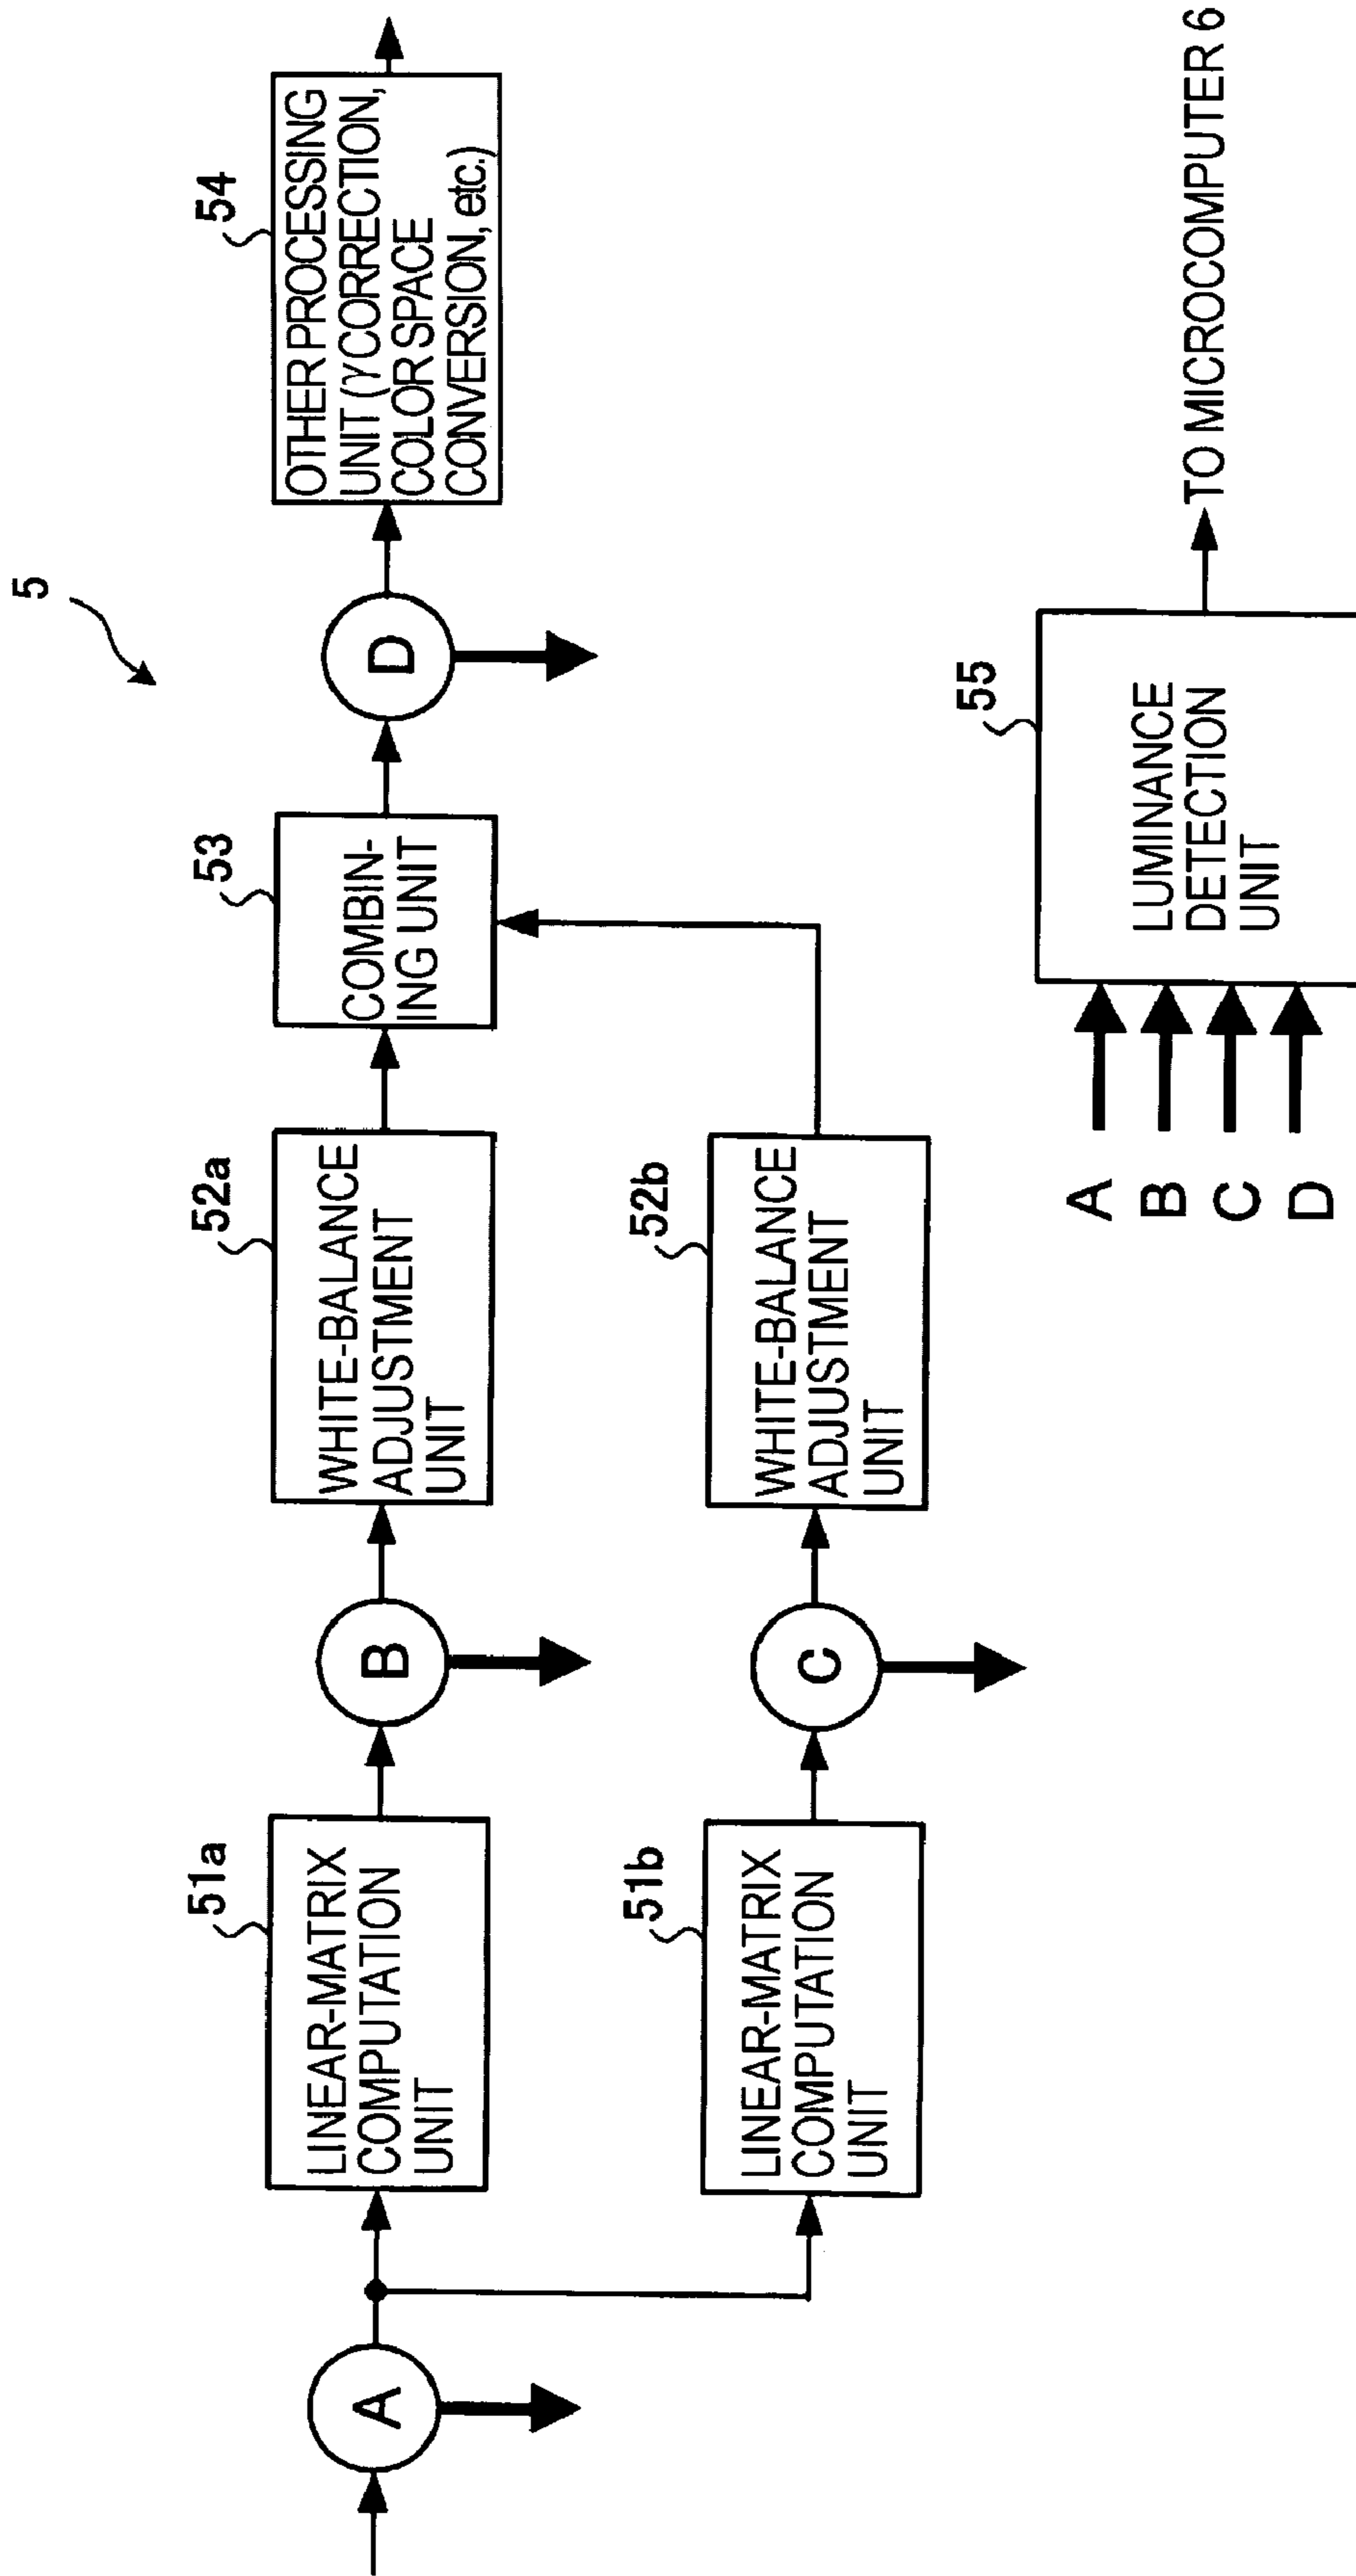 5
A
51a
LINEAR-MATRIX
COMPUTATION
UNIT
B
52a
WHITE-BALANCE
ADJUSTMENT
UNIT
53
COMBIN-
ING UNIT
D
54
OTHER PROCESSING
UNIT (γ CORRECTION,
COLOR SPACE
CONVERSION, etc.)
51b
LINEAR-MATRIX
COMPUTATION
UNIT
C
52b
WHITE-BALANCE
ADJUSTMENT
UNIT
A
B
C
D
55
LUMINANCE
DETECTION
UNIT
TO MICROCOMPUTER 6